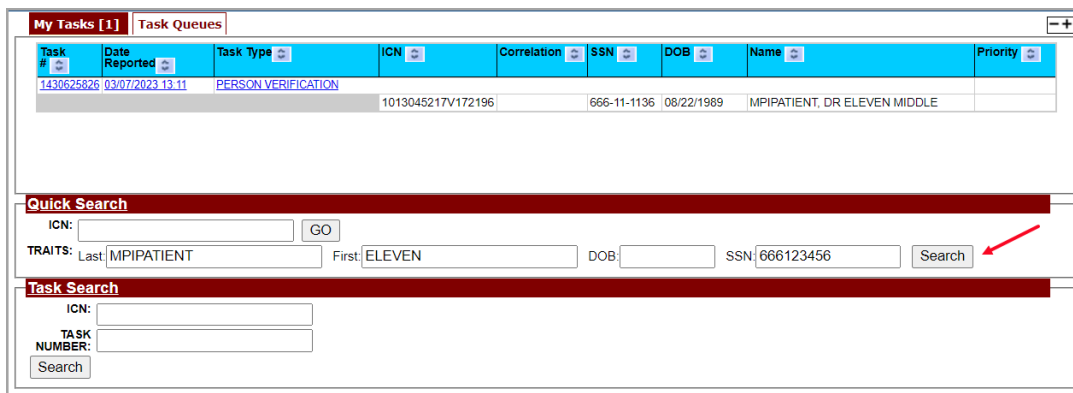 My Tasks [1] Task Queues
Task # Date Reported Task Type ICN Correlation SSN DOB Name Priority
1430625826 03/07/2023 13:11 PERSON VERIFICATION
1013045217V172196 666-11-1136 08/22/1989 MPIPATIENT, DR ELEVEN MIDDLE
Quick Search
ICN: GO
TRAITS: Last: MPIPATIENT First: ELEVEN DOB: SSN: 666123456 Search
Task Search
ICN:
TASK
NUMBER:
Search